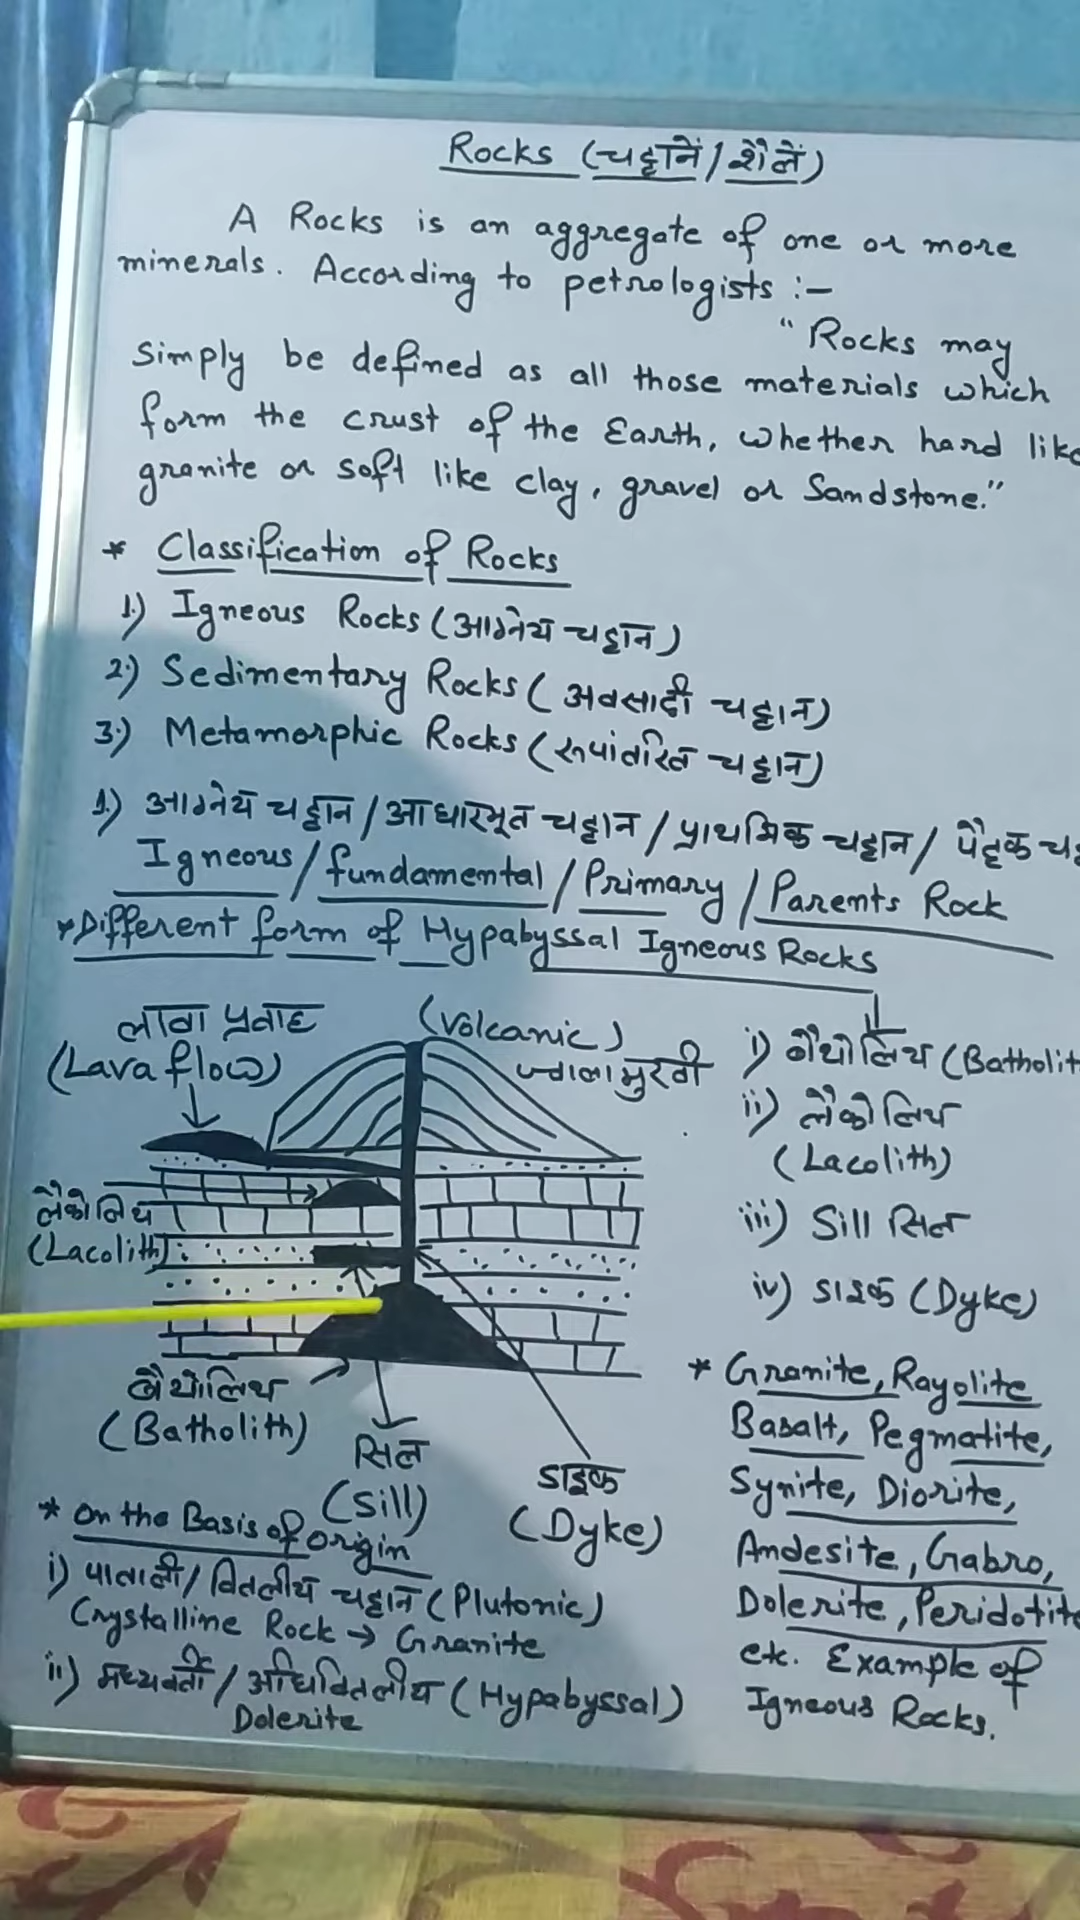 Rocks (चट्टानें/शैलें)
A Rocks is an aggregate of one or more
minerals. According to petrologists :-
"Rocks may
Simply be defined as all those materials which
form the crust of the Earth, whether hard like
granite or soft like clay, gravel or Sandstone."
* Classification of Rocks
1.) Igneous Rocks (आग्नेय चट्टान)
2.) Sedimentary Rocks (अवसादी चट्टान)
3.) Metamorphic Rocks (रूपांतरित चट्टान)
1.) आग्नेय चट्टान/आधारभूत चट्टान/प्राथमिक चट्टान/पैतृक
Igneous/fundamental/Primary/Parents Rock
* Different form of Hypabyssal Igneous Rocks
लावा प्रवाह
(Lava flow)
(Volcanic)
ज्वालामुखी
लैकोलिथ
(Lacolith)
बैथोलिथ
(Batholith)
सिल
(Sill)
डाइक
(Dyke)
i) बैथोलिथ (Batholit
ii) लैकोलिथ
(Lacolith)
iii) Sill सिल
iv) डाइक (Dyke)
* Granite, Rayolite
Basalt, Pegmatite,
Synite, Diorite,
Andesite, Gabro,
Dolerite, Peridotite
etc. Example of
Igneous Rocks.
* On the Basis of origin
i) पाताली/वितलीय चट्टान (Plutonic)
Crystalline Rock → Granite
ii) मध्यवर्ती/अधिवितलीय (Hypabyssal)
Dolerite